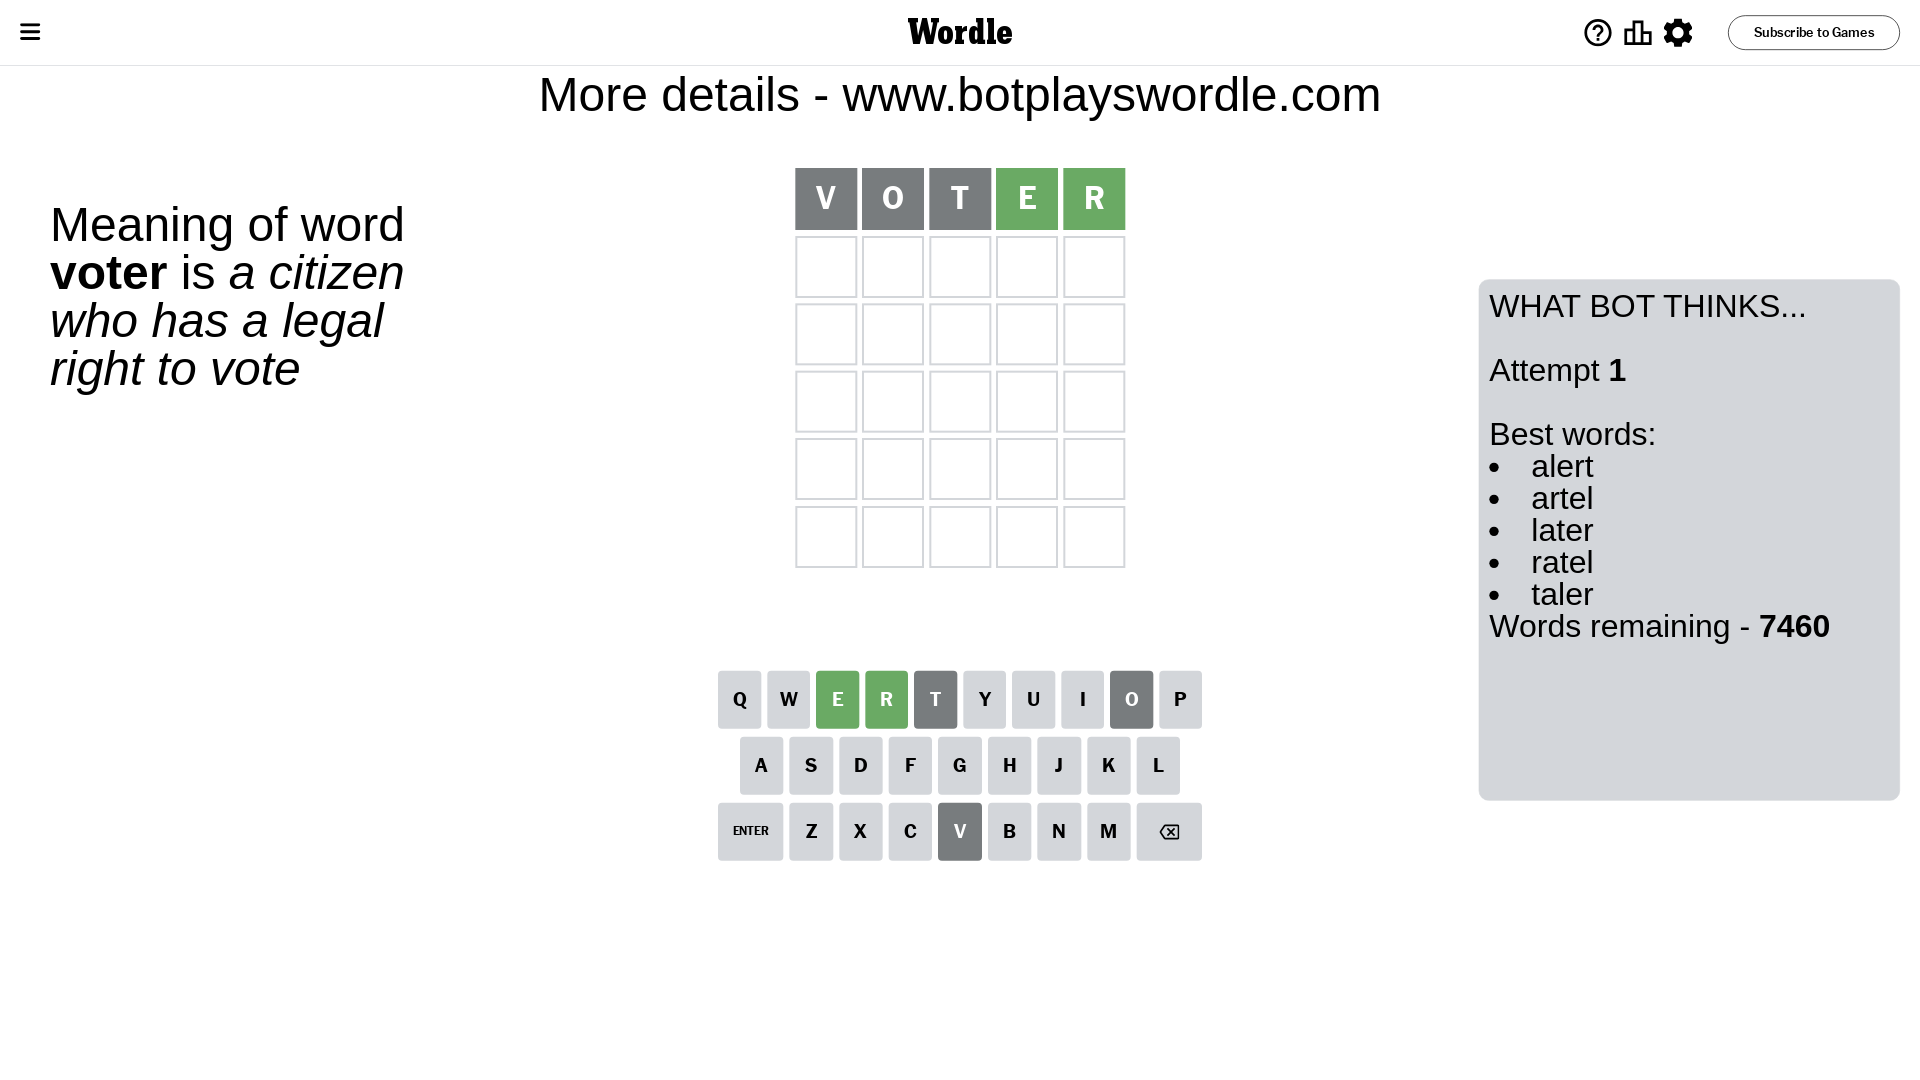 Wordle
Subscribe to Games
More details - www.botplayswordle.com
Meaning of word
voter is a citizen
who has a legal
right to vote
V O T E R
WHAT BOT THINKS...
Attempt 1
Best words:
• alert
• artel
• later
• ratel
• taler
Words remaining - 7460
Q W E R T Y U I O P
A S D F G H J K L
ENTER Z X C V B N M